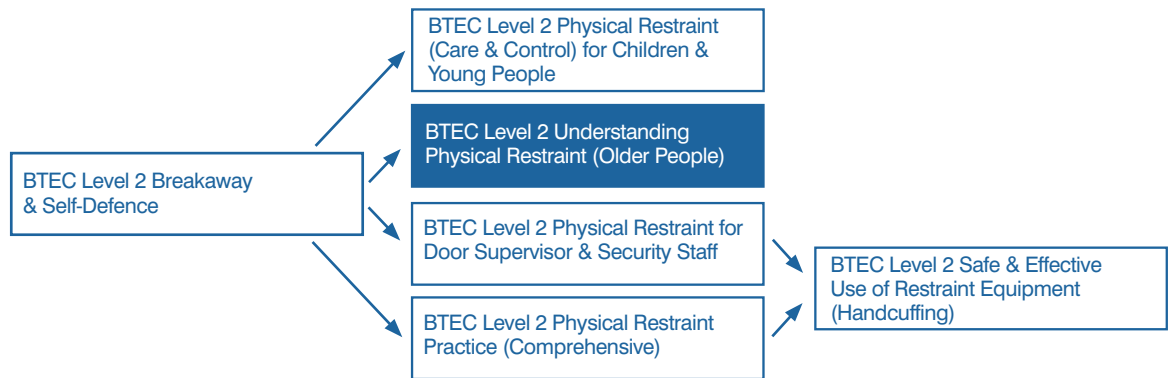 BTEC Level 2 Physical Restraint
(Care & Control) for Children &
Young People
BTEC Level 2 Understanding
Physical Restraint (Older People)
BTEC Level 2 Breakaway
& Self-Defence
BTEC Level 2 Physical Restraint for
Door Supervisor & Security Staff
BTEC Level 2 Safe & Effective
Use of Restraint Equipment
(Handcuffing)
BTEC Level 2 Physical Restraint
Practice (Comprehensive)